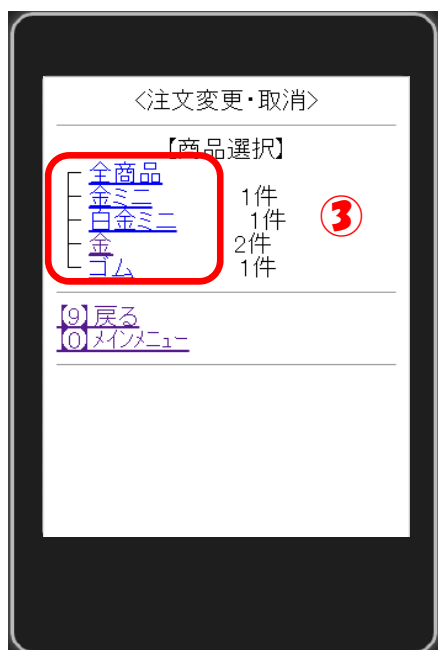 <注文変更・取消>
【商品選択】
全商品
金ミニ 1件
白金ミニ 1件
金 2件
ゴム 1件
③
[9] 戻る
[0] メインメニュー